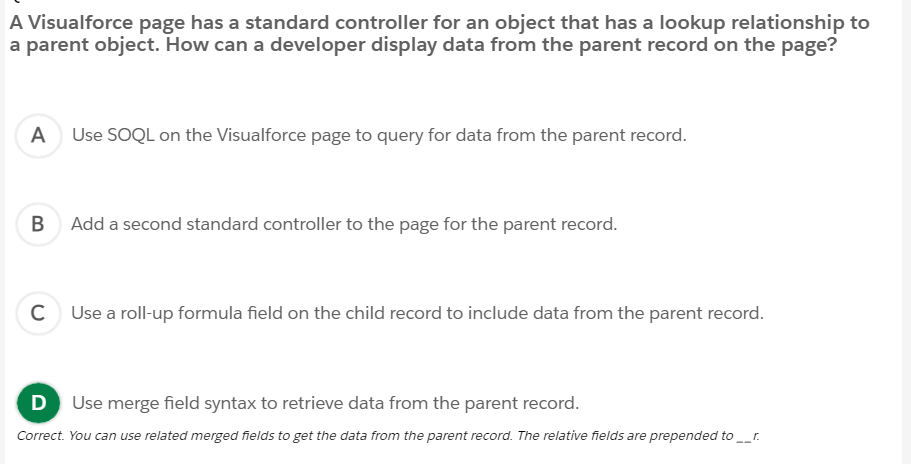 A Visualforce page has a standard controller for an object that has a lookup relationship to
a parent object. How can a developer display data from the parent record on the page?
A Use SOQL on the Visualforce page to query for data from the parent record.
B Add a second standard controller to the page for the parent record.
C Use a roll-up formula field on the child record to include data from the parent record.
D Use merge field syntax to retrieve data from the parent record.
Correct. You can use related merged fields to get the data from the parent record. The relative fields are prepended to __r.